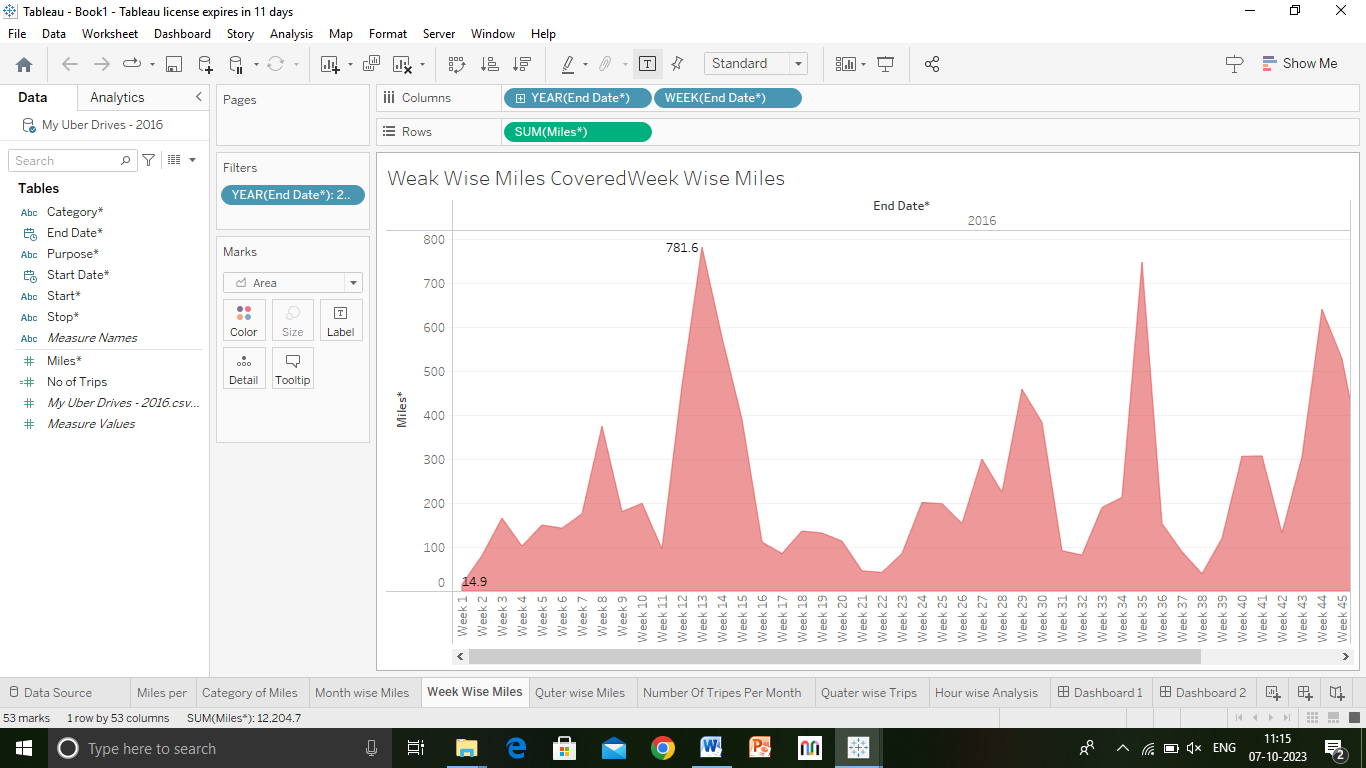 Tableau - Book1 - Tableau license expires in 11 days
File Data Worksheet Dashboard Story Analysis Map Format Server Window Help
Standard
Show Me
Data Analytics
My Uber Drives - 2016
Search
Tables
Abc Category*
End Date*
Abc Purpose*
Start Date*
Abc Start*
Abc Stop*
Abc Measure Names
Miles*
No of Trips
My Uber Drives - 2016.csv...
Measure Values
Pages
Filters
YEAR(End Date*): 2..
Marks
Area
Color Size Label
Detail Tooltip
Columns YEAR(End Date*) WEEK(End Date*)
Rows SUM(Miles*)
Weak Wise Miles CoveredWeek Wise Miles
End Date*
2016
Miles*
800
700
600
500
400
300
200
100
0
781.6
14.9
Week 1
Week 2
Week 3
Week 4
Week 5
Week 6
Week 7
Week 8
Week 9
Week 10
Week 11
Week 12
Week 13
Week 14
Week 15
Week 16
Week 17
Week 18
Week 19
Week 20
Week 21
Week 22
Week 23
Week 24
Week 25
Week 26
Week 27
Week 28
Week 29
Week 30
Week 31
Week 32
Week 33
Week 34
Week 35
Week 36
Week 37
Week 38
Week 39
Week 40
Week 41
Week 42
Week 43
Week 44
Week 45
Data Source Miles per Category of Miles Month wise Miles Week Wise Miles Quter wise Miles Number Of Tripes Per Month Quater wise Trips Hour wise Analysis Dashboard 1 Dashboard 2
53 marks 1 row by 53 columns SUM(Miles*): 12,204.7
Type here to search
ENG
11:15
07-10-2023
2